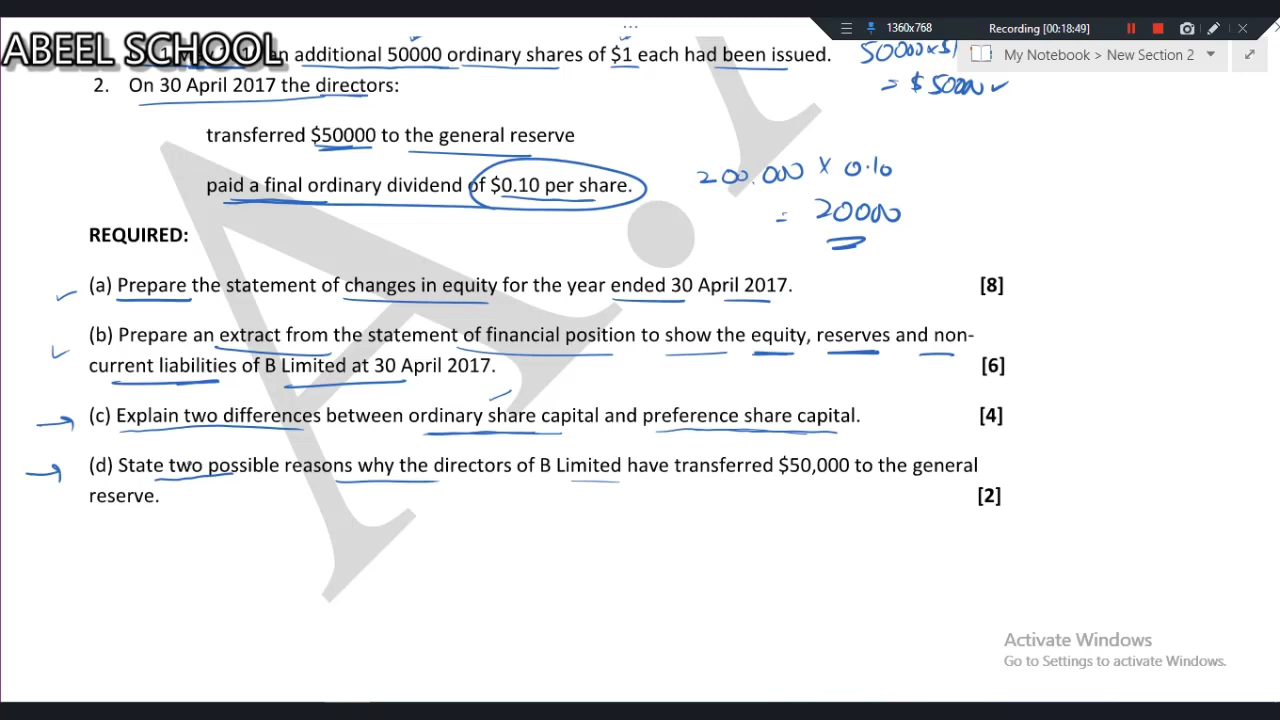 1360x768 Recording [00:18:49]
ABEEL SCHOOL
an additional 50000 ordinary shares of $1 each had been issued.
50000 x $1
My Notebook > New Section 2
= $ 50000 ✓
2. On 30 April 2017 the directors:
transferred $50000 to the general reserve
paid a final ordinary dividend of $0.10 per share.
200.000 x 0.10
= 20000
REQUIRED:
(a) Prepare the statement of changes in equity for the year ended 30 April 2017. [8]
(b) Prepare an extract from the statement of financial position to show the equity, reserves and non-
current liabilities of B Limited at 30 April 2017. [6]
(c) Explain two differences between ordinary share capital and preference share capital. [4]
(d) State two possible reasons why the directors of B Limited have transferred $50,000 to the general
reserve. [2]
Activate Windows
Go to Settings to activate Windows.